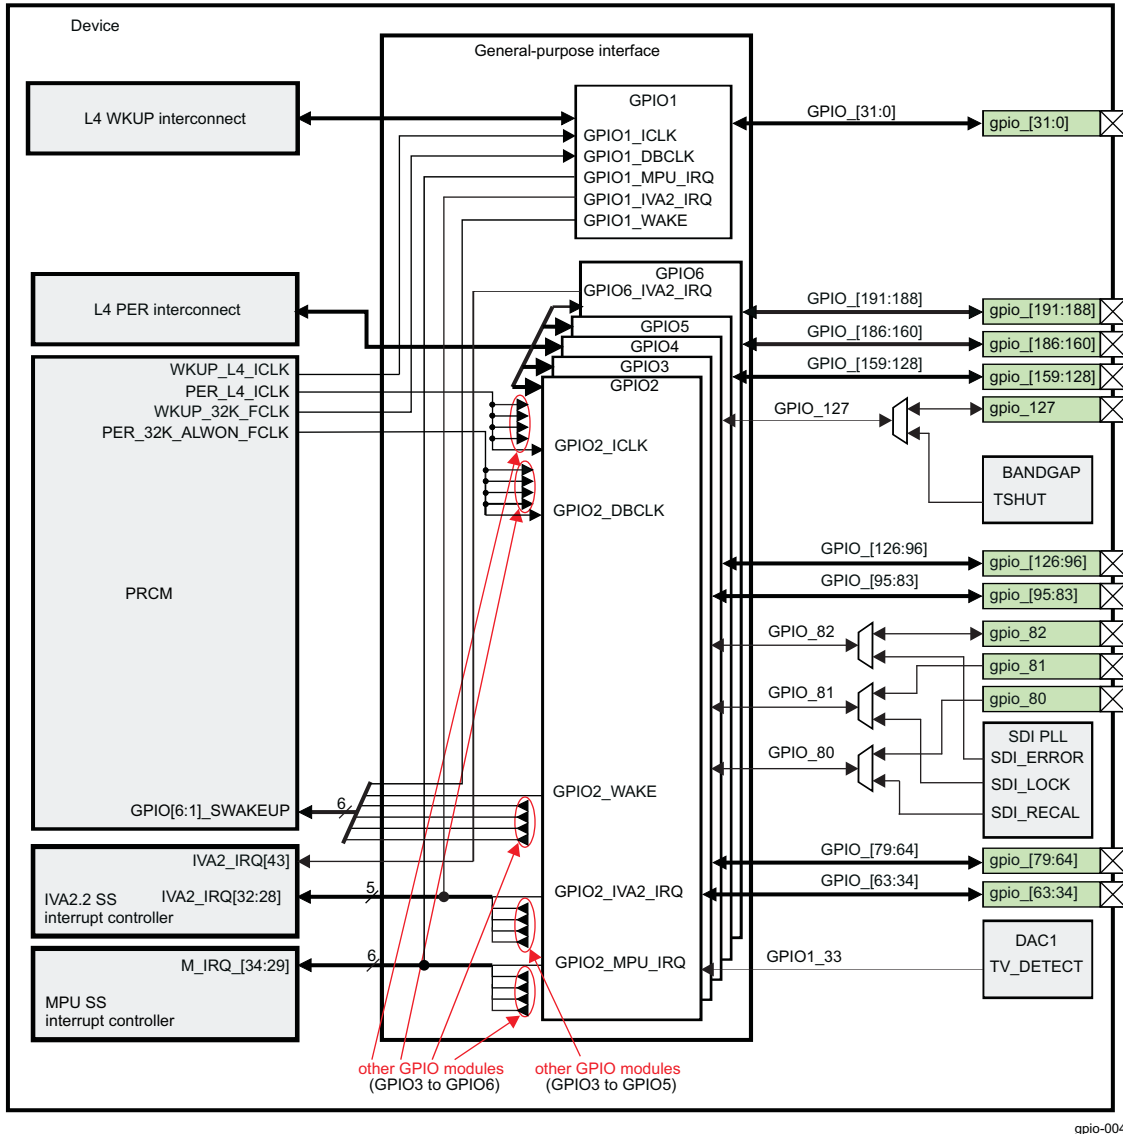 Device
General-purpose interface
L4 WKUP interconnect
GPIO1
GPIO1_ICLK
GPIO1_DBCLK
GPIO1_MPU_IRQ
GPIO1_IVA2_IRQ
GPIO1_WAKE
GPIO_[31:0]
gpio_[31:0]
L4 PER interconnect
GPIO6
GPIO6_IVA2_IRQ
GPIO5
GPIO4
GPIO3
GPIO2
GPIO_[191:188]
gpio_[191:188]
GPIO_[186:160]
gpio_[186:160]
GPIO_[159:128]
gpio_[159:128]
GPIO_127
gpio_127
WKUP_L4_ICLK
PER_L4_ICLK
WKUP_32K_FCLK
PER_32K_ALWON_FCLK
GPIO2_ICLK
GPIO2_DBCLK
BANDGAP
TSHUT
GPIO_[126:96]
gpio_[126:96]
GPIO_[95:83]
gpio_[95:83]
PRCM
GPIO_82
gpio_82
GPIO_81
gpio_81
GPIO_80
gpio_80
SDI PLL
SDI_ERROR
SDI_LOCK
SDI_RECAL
GPIO[6:1]_SWAKEUP
6
GPIO2_WAKE
IVA2_IRQ[43]
IVA2_IRQ[32:28]
5
IVA2.2 SS
interrupt controller
GPIO2_IVA2_IRQ
GPIO_[79:64]
gpio_[79:64]
GPIO_[63:34]
gpio_[63:34]
M_IRQ_[34:29]
6
MPU SS
interrupt controller
GPIO2_MPU_IRQ
GPIO1_33
DAC1
TV_DETECT
other GPIO modules
(GPIO3 to GPIO6)
other GPIO modules
(GPIO3 to GPIO5)
gpio-004